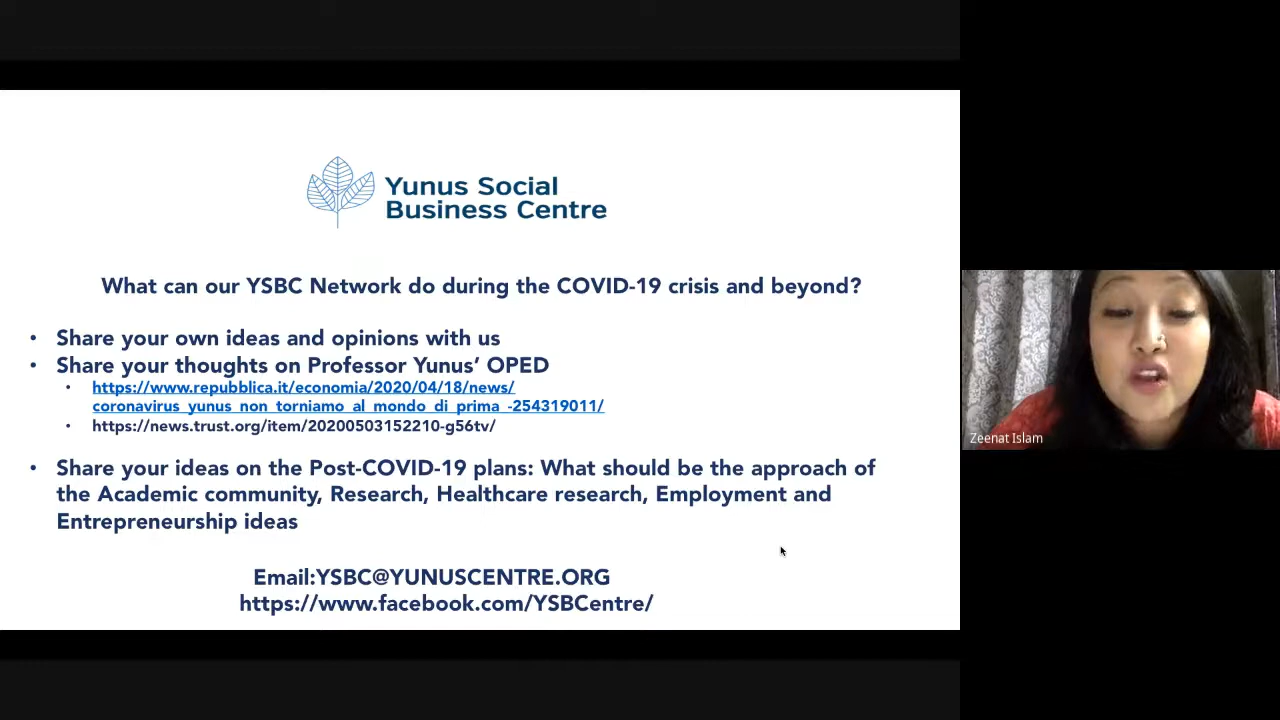 Yunus Social
Business Centre
What can our YSBC Network do during the COVID-19 crisis and beyond?
• Share your own ideas and opinions with us
• Share your thoughts on Professor Yunus’ OPED
• https://www.repubblica.it/economia/2020/04/18/news/
coronavirus_yunus_non_torniamo_al_mondo_di_prima_-254319011/
• https://news.trust.org/item/20200503152210-g56tv/
• Share your ideas on the Post-COVID-19 plans: What should be the approach of
the Academic community, Research, Healthcare research, Employment and
Entrepreneurship ideas
Email:YSBC@YUNUSCENTRE.ORG
https://www.facebook.com/YSBCentre/
Zeenat Islam